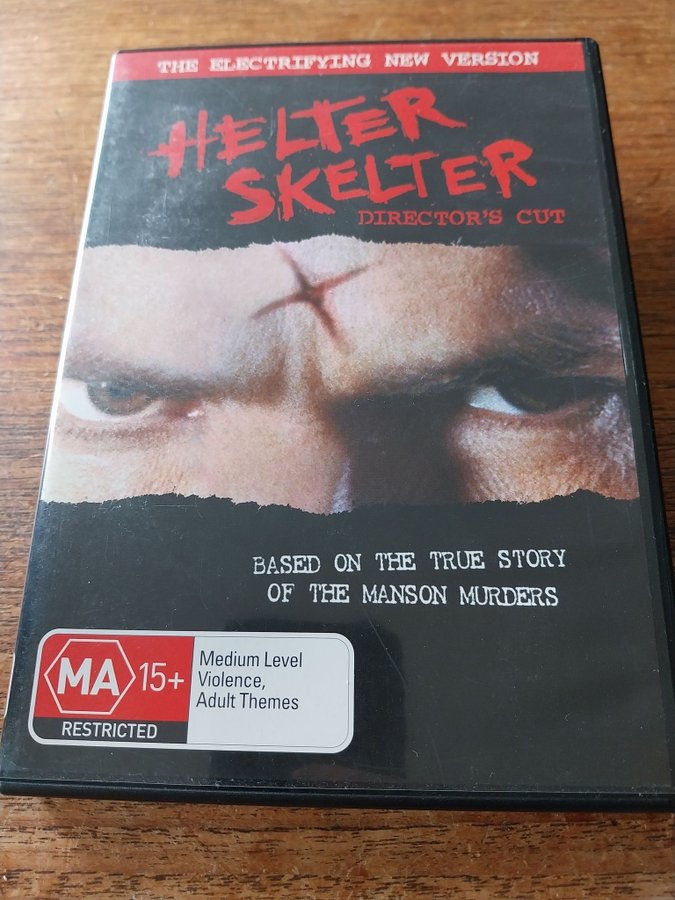 THE ELECTRIFYING NEW VERSION
HELTER
SKELTER
DIRECTOR'S CUT
BASED ON THE TRUE STORY
OF THE MANSON MURDERS
MA 15+
RESTRICTED
Medium Level
Violence,
Adult Themes